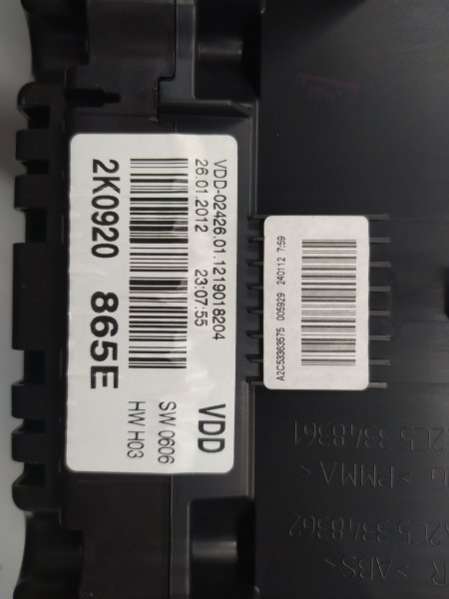 VDD-02426.01.1219018204
26.01.2012 23:07:55
2K0920 865E
VDD
SW 0606
HW H03
A2C53363575 005929 240112 7:59
>PMMA<
>ABS<